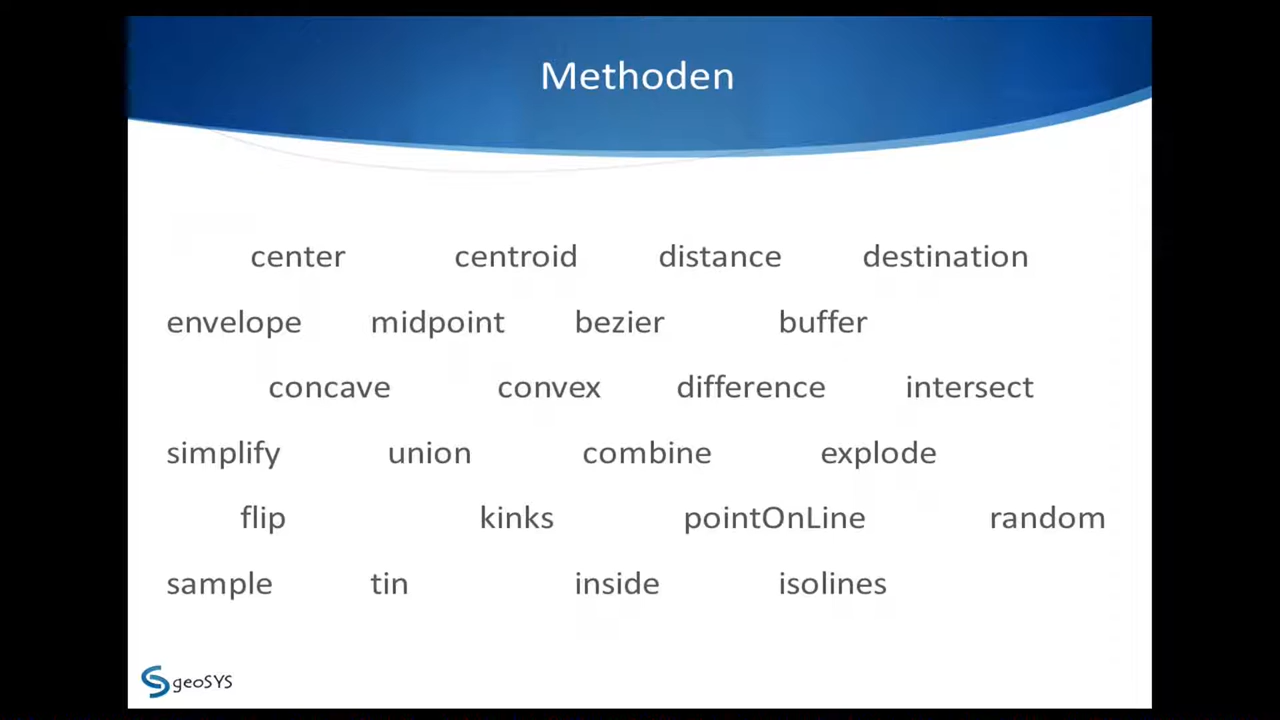 Methoden
center centroid distance destination
envelope midpoint bezier buffer
concave convex difference intersect
simplify union combine explode
flip kinks pointOnLine random
sample tin inside isolines
geoSYS